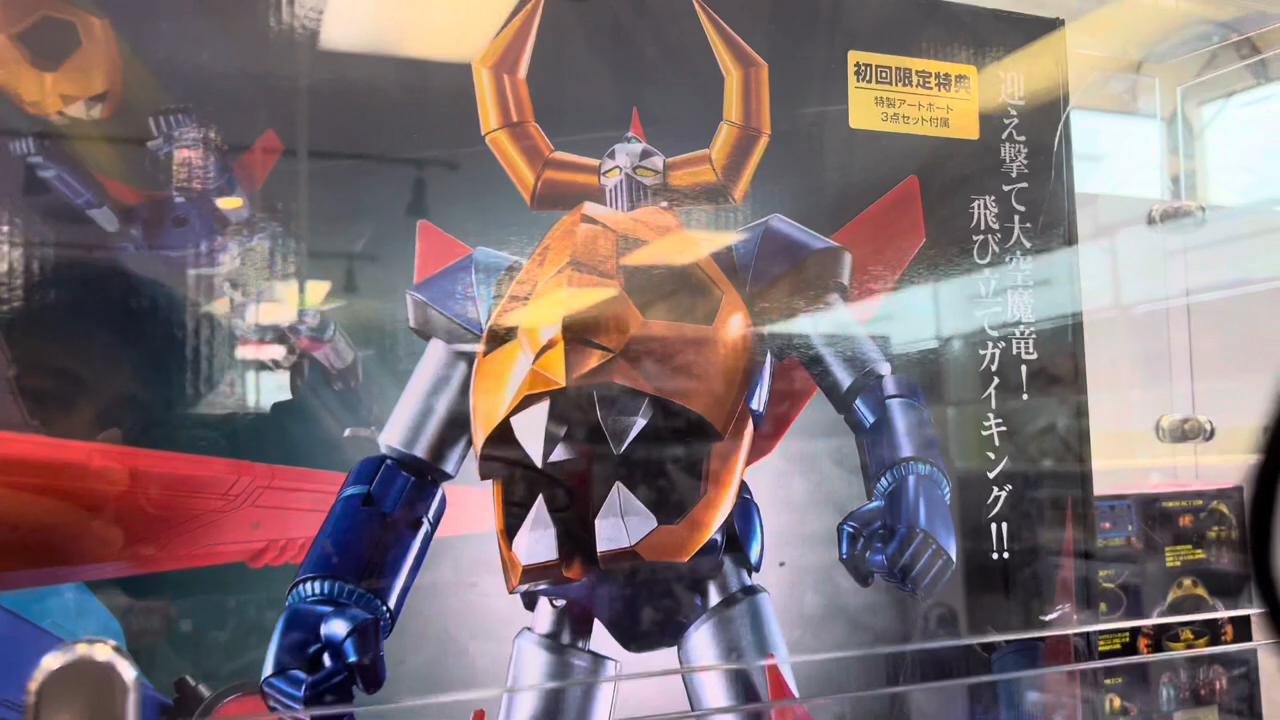 初回限定特典
特製アートボード
3点セット付属
迎え撃て大空魔竜！
飛び立てガイキング!!